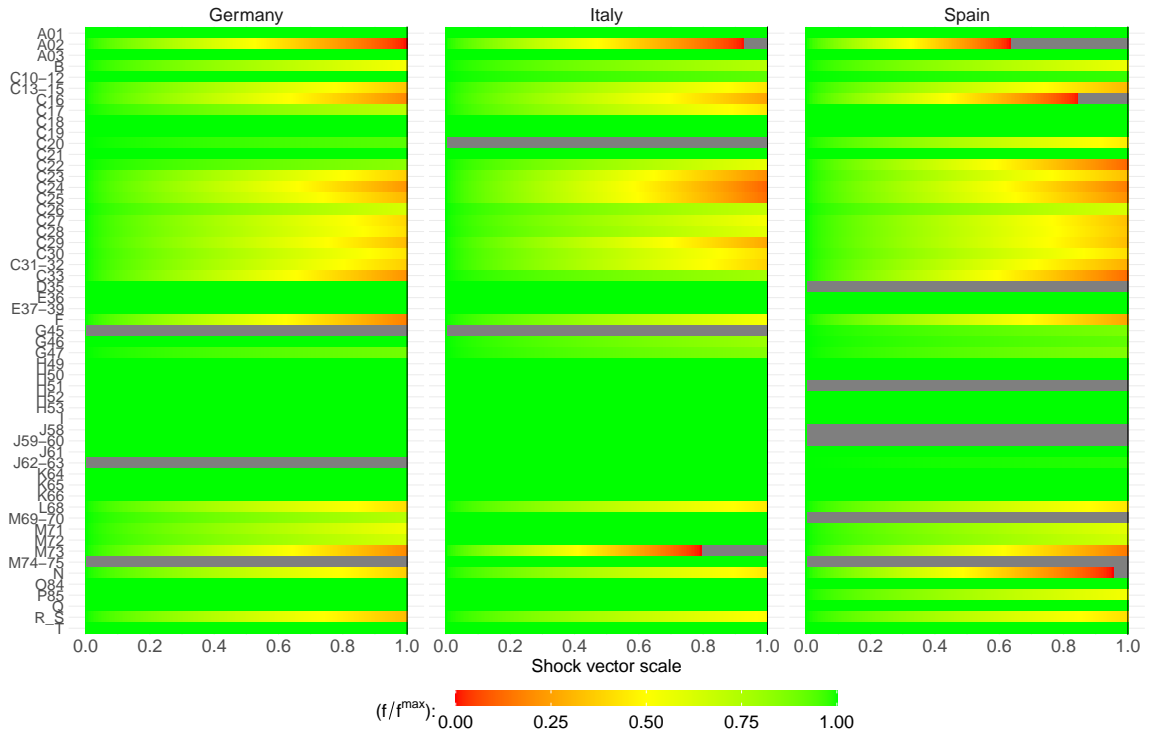 Germany
Italy
Spain
A01
A02
A03
B
C10−12
C13−15
C16
C17
C18
C19
C20
C21
C22
C23
C24
C25
C26
C27
C28
C29
C30
C31−32
C33
D35
E36
E37−39
F
G45
G46
G47
H49
H50
H51
H52
H53
I
J58
J59−60
J61
J62−63
K64
K65
K66
L68
M69−70
M71
M72
M73
M74−75
N
O84
P85
Q
R_S
T
0.0 0.2 0.4 0.6 0.8 1.0 0.0 0.2 0.4 0.6 0.8 1.0 0.0 0.2 0.4 0.6 0.8 1.0
Shock vector scale
(f/f^max):
0.00 0.25 0.50 0.75 1.00